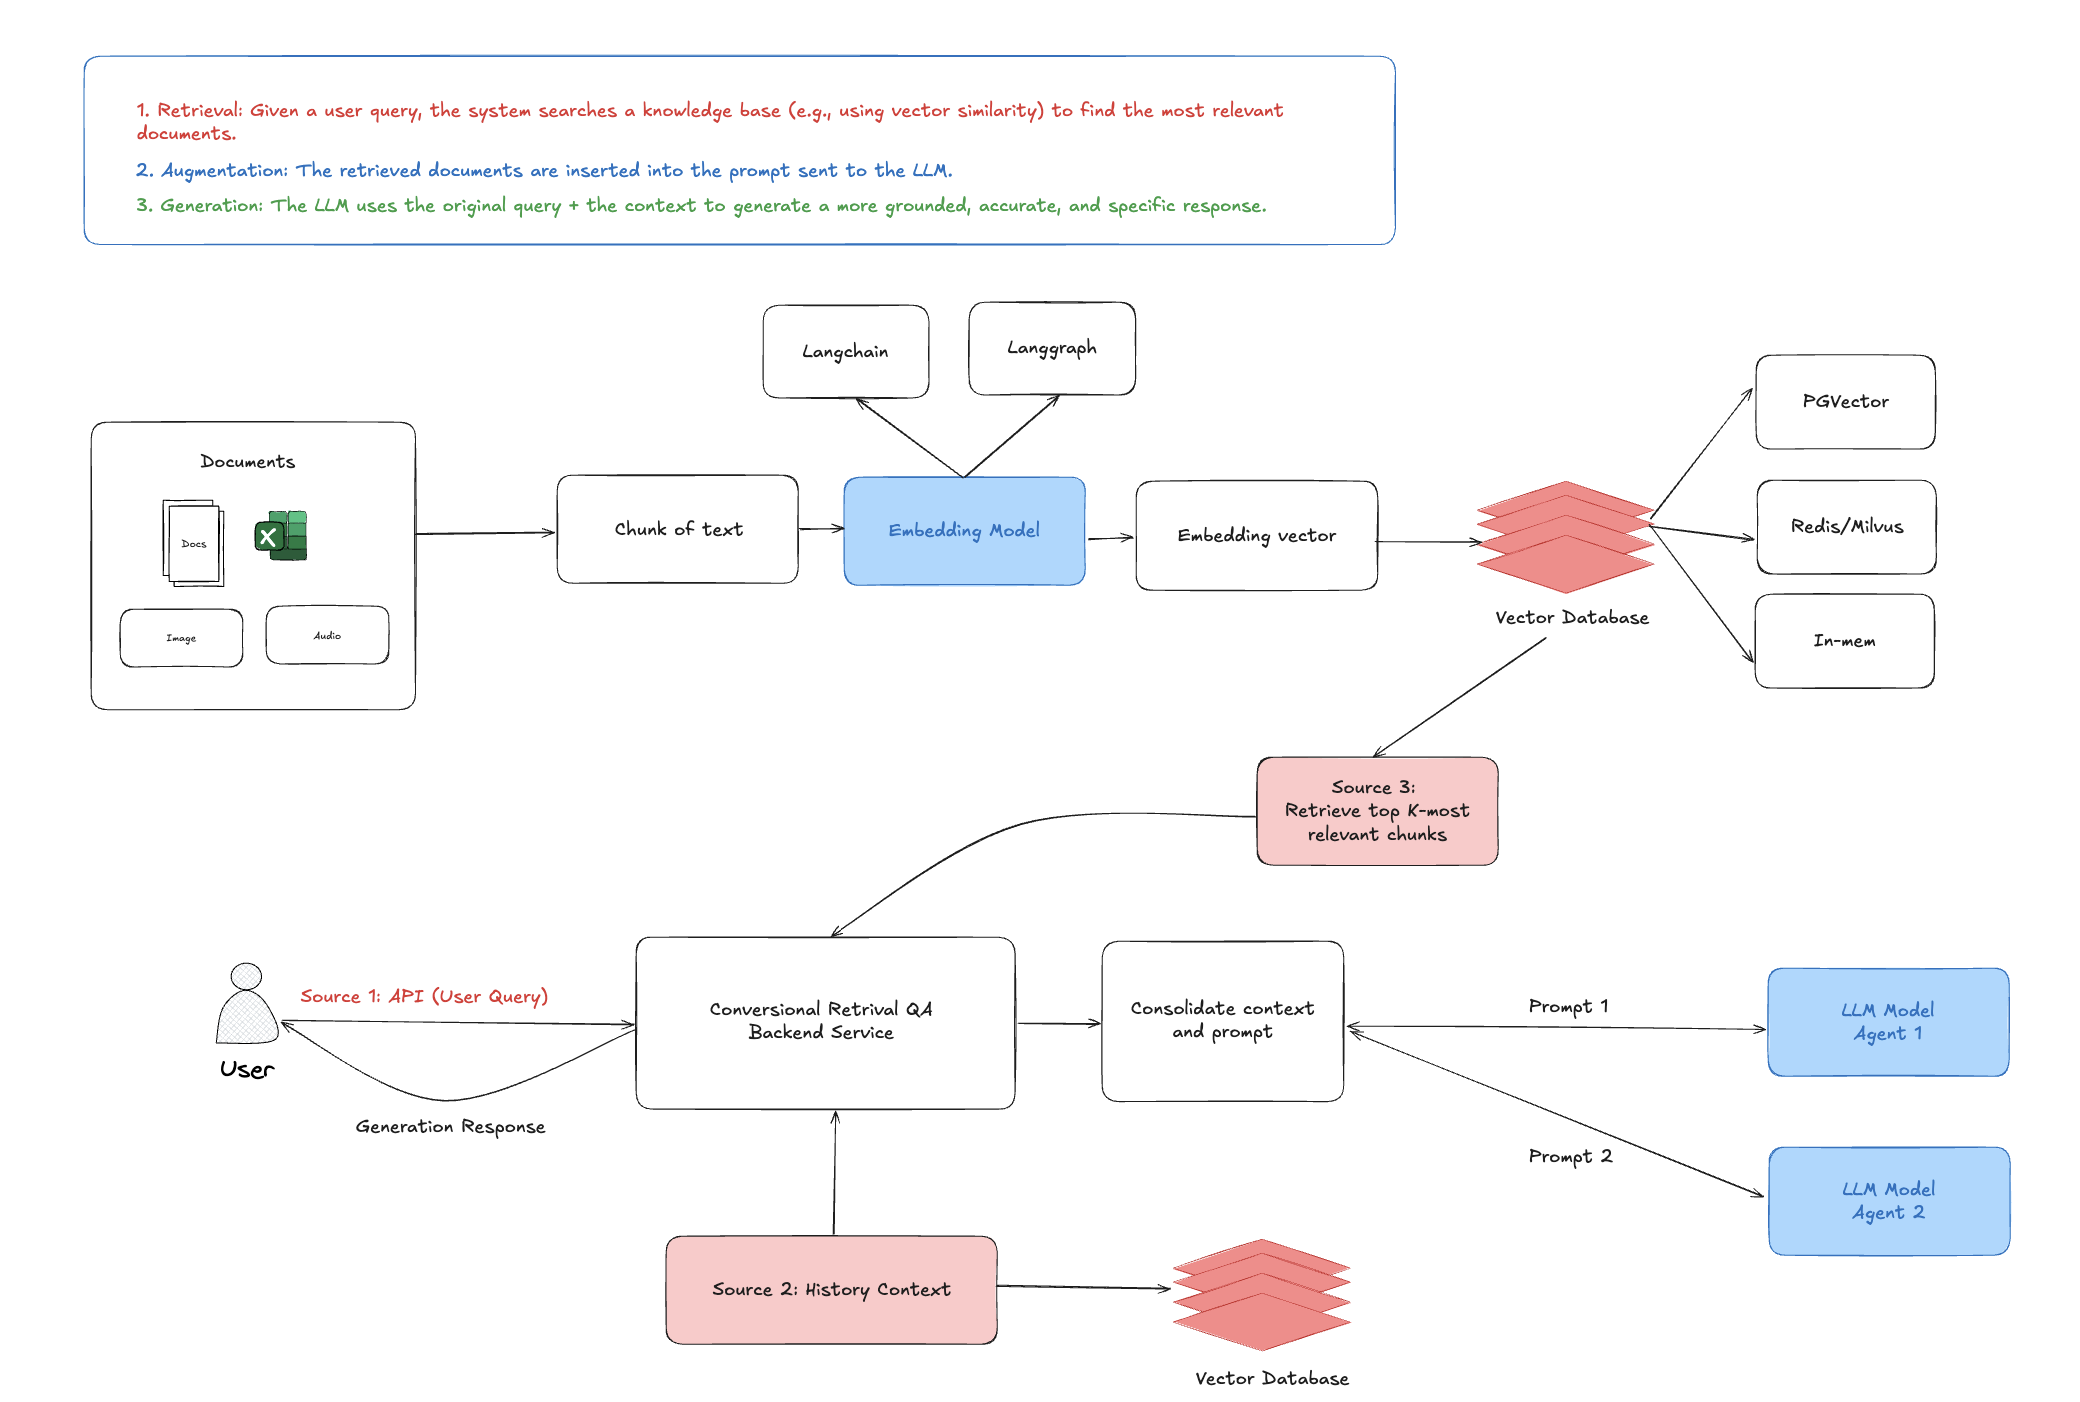 1. Retrieval: Given a user query, the system searches a knowledge base (e.g., using vector similarity) to find the most relevant
documents.
2. Augmentation: The retrieved documents are inserted into the prompt sent to the LLM.
3. Generation: The LLM uses the original query + the context to generate a more grounded, accurate, and specific response.
Langchain
Langgraph
PGVector
Documents
Docs
X
Image
Audio
Chunk of text
Embedding Model
Embedding vector
Vector Database
Redis/Milvus
In-mem
Source 3:
Retrieve top K-most
relevant chunks
Source 1: API (User Query)
User
Generation Response
Conversional Retrival QA
Backend Service
Consolidate context
and prompt
Prompt 1
LLM Model
Agent 1
Prompt 2
LLM Model
Agent 2
Source 2: History Context
Vector Database